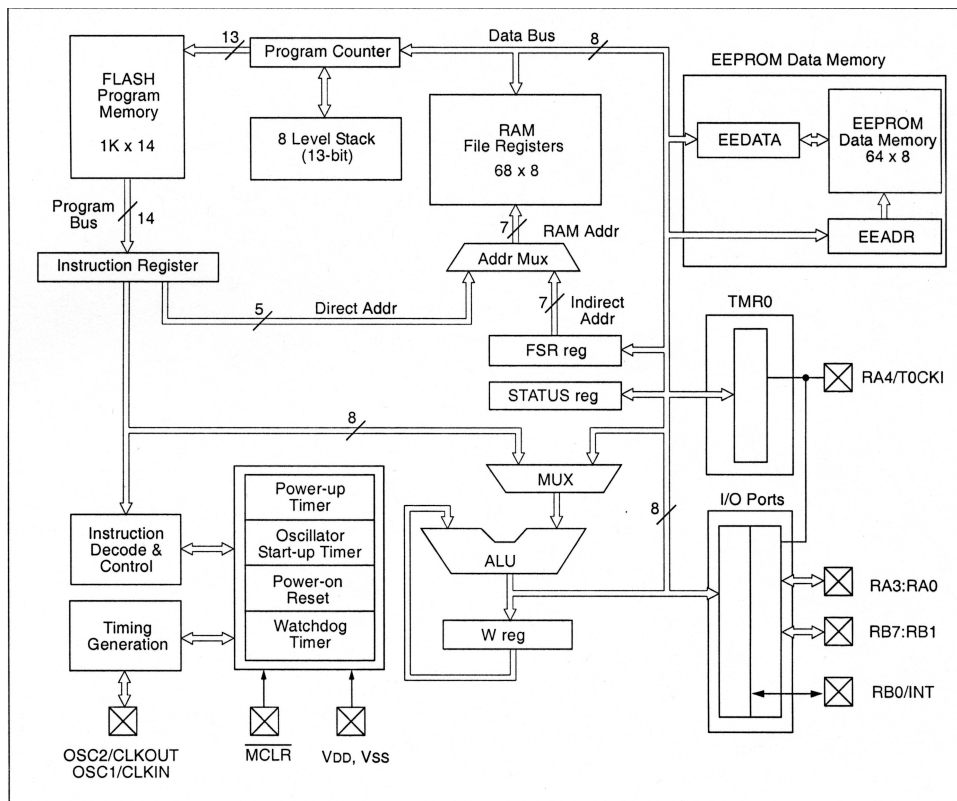 13
Program Counter
Data Bus
8
EEPROM Data Memory
FLASH
Program
Memory
1K x 14
8 Level Stack
(13-bit)
RAM
File Registers
68 x 8
EEDATA
EEPROM
Data Memory
64 x 8
Program
Bus
14
7
RAM Addr
EEADR
Instruction Register
Addr Mux
5
Direct Addr
7
Indirect
Addr
TMR0
FSR reg
RA4/T0CKI
STATUS reg
8
MUX
Power-up
Timer
8
I/O Ports
Instruction
Decode &
Control
Oscillator
Start-up Timer
ALU
Power-on
Reset
RA3:RA0
Timing
Generation
Watchdog
Timer
W reg
RB7:RB1
RB0/INT
OSC2/CLKOUT
OSC1/CLKIN
MCLR
VDD, VSS